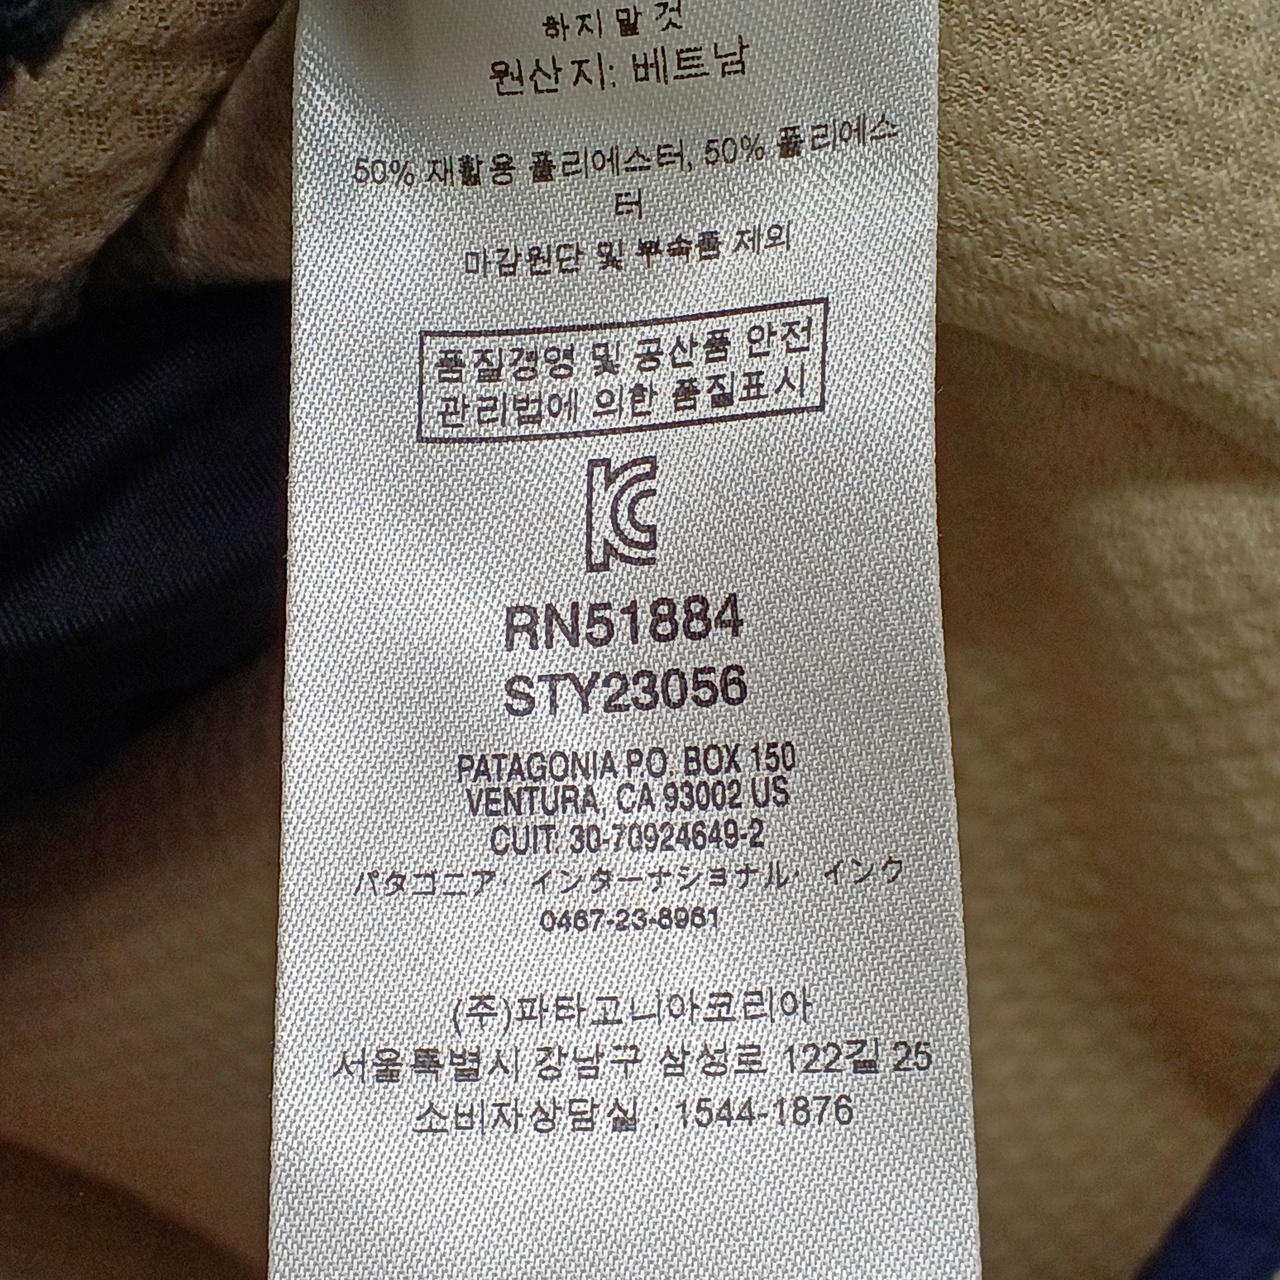 하지 말 것
원산지: 베트남
50% 재활용 폴리에스터, 50% 폴리에스
터
마감원단 및 부속품 제외
품질경영 및 공산품 안전
관리법에 의한 품질표시
RN51884
STY23056
PATAGONIA P.O. BOX 150
VENTURA, CA 93002 US
CUIT 30-70924649-2
パタゴニア・インターナショナル・インク
0467-23-8961
(주)파타고니아코리아
서울특별시 강남구 삼성로 122길 25
소비자상담실 : 1544-1876